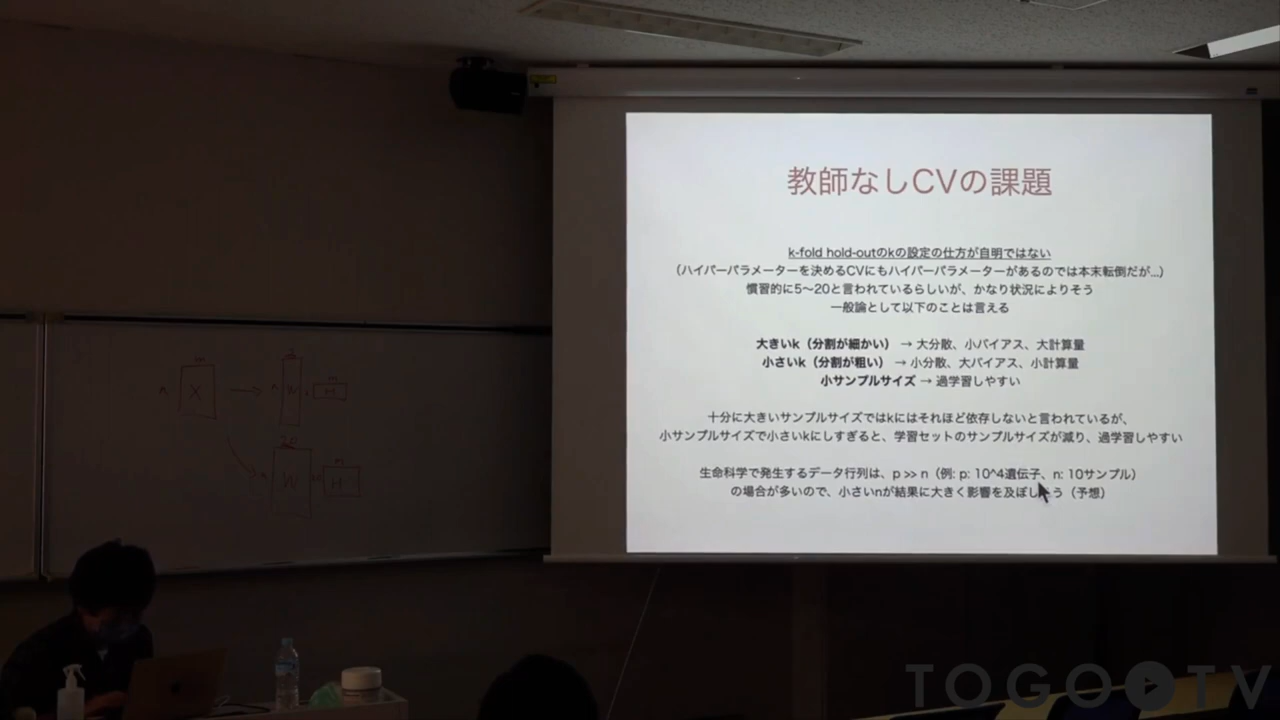 教師なしCVの課題
k-fold hold-outのkの設定の仕方が自明ではない
（ハイパーパラメーターを決めるCVにもハイパーパラメーターがあるのでは本末転倒だが...）
慣習的に5〜20と言われているらしいが、かなり状況によりそう
一般論として以下のことは言える
大きいk（分割が細かい） → 大分散、小バイアス、大計算量
小さいk（分割が粗い） → 小分散、大バイアス、小計算量
小サンプルサイズ → 過学習しやすい
十分に大きいサンプルサイズではkにはそれほど依存しないと言われているが、
小サンプルサイズで小さいkにしすぎると、学習セットのサンプルサイズが減り、過学習しやすい
生命科学で発生するデータ行列は、p >> n（例: p: 10^4遺伝子、n: 10サンプル）
の場合が多いので、小さいnが結果に大きく影響を及ぼしそう（予想）
m
n X
W
H
TOGO TV